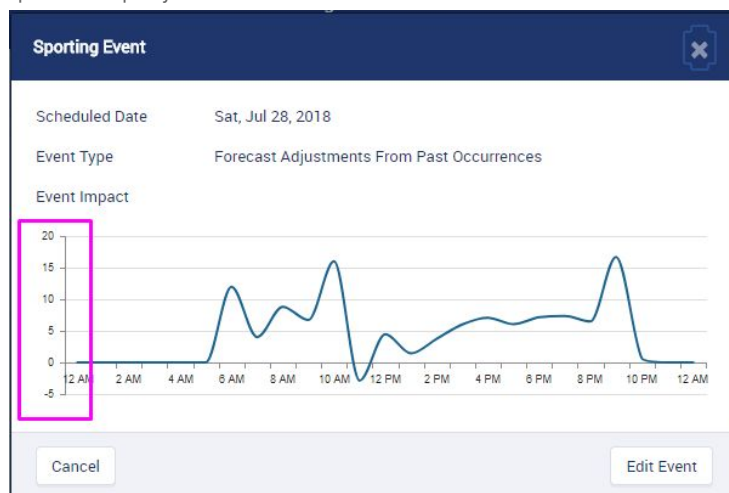 Sporting Event
Scheduled Date Sat, Jul 28, 2018
Event Type Forecast Adjustments From Past Occurrences
Event Impact
20
15
10
5
0
12 AM 2 AM 4 AM 6 AM 8 AM 10 AM 12 PM 2 PM 4 PM 6 PM 8 PM 10 PM 12 AM
-5
Cancel Edit Event